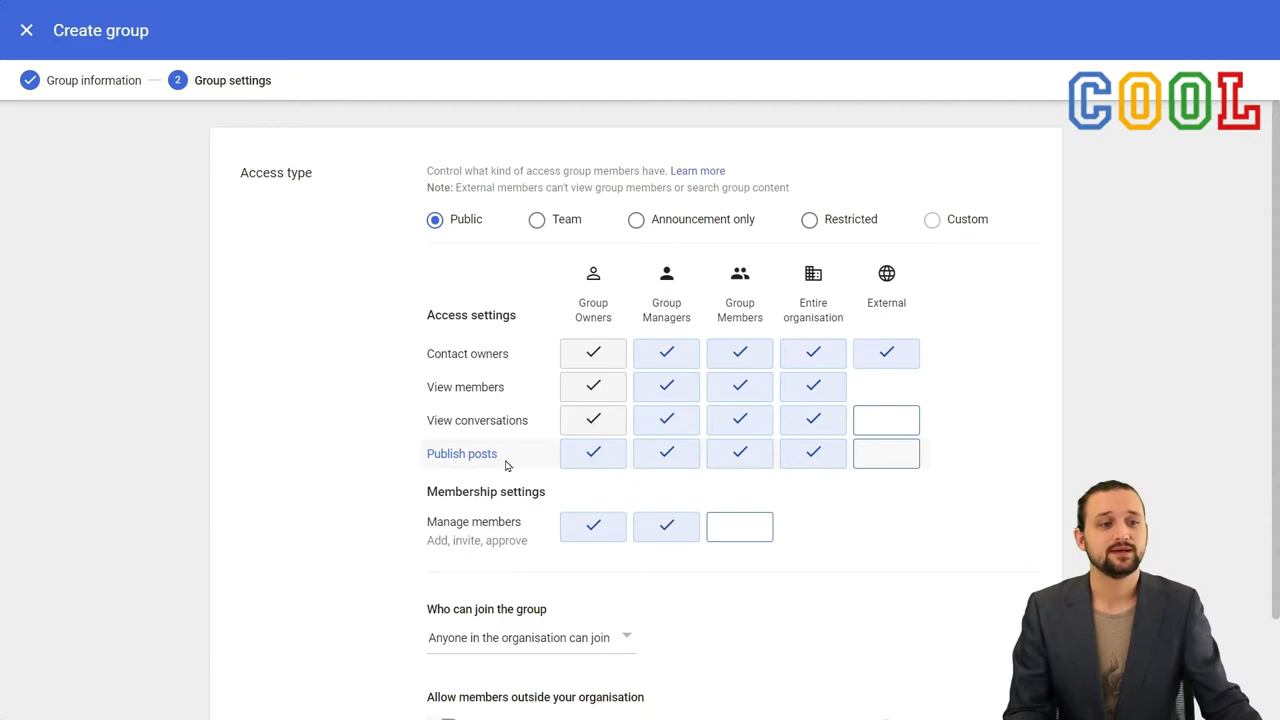 Create group
Group information
2 Group settings
COOL
Access type
Control what kind of access group members have. Learn more
Note: External members can't view group members or search group content
Public
Team
Announcement only
Restricted
Custom
Access settings
Group
Owners
Group
Managers
Group
Members
Entire
organisation
External
Contact owners
View members
View conversations
Publish posts
Membership settings
Manage members
Add, invite, approve
Who can join the group
Anyone in the organisation can join
Allow members outside your organisation